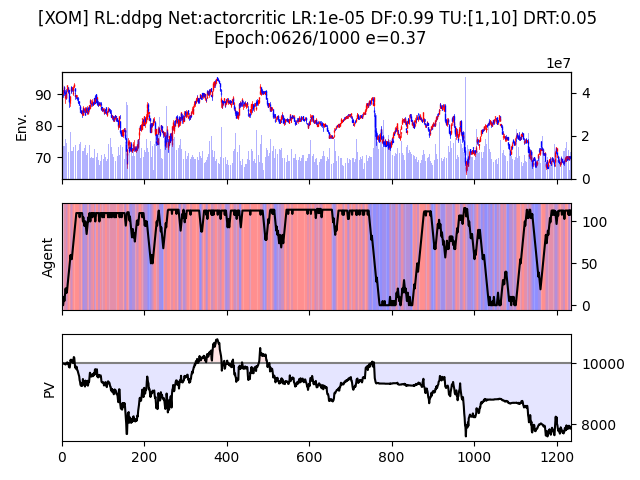 [XOM] RL:ddpg Net:actorcritic LR:1e-05 DF:0.99 TU:[1,10] DRT:0.05
Epoch:0626/1000 e=0.37
1e7
Env.
90
80
70
4
2
0
Agent
100
50
0
PV
10000
8000
0 200 400 600 800 1000 1200